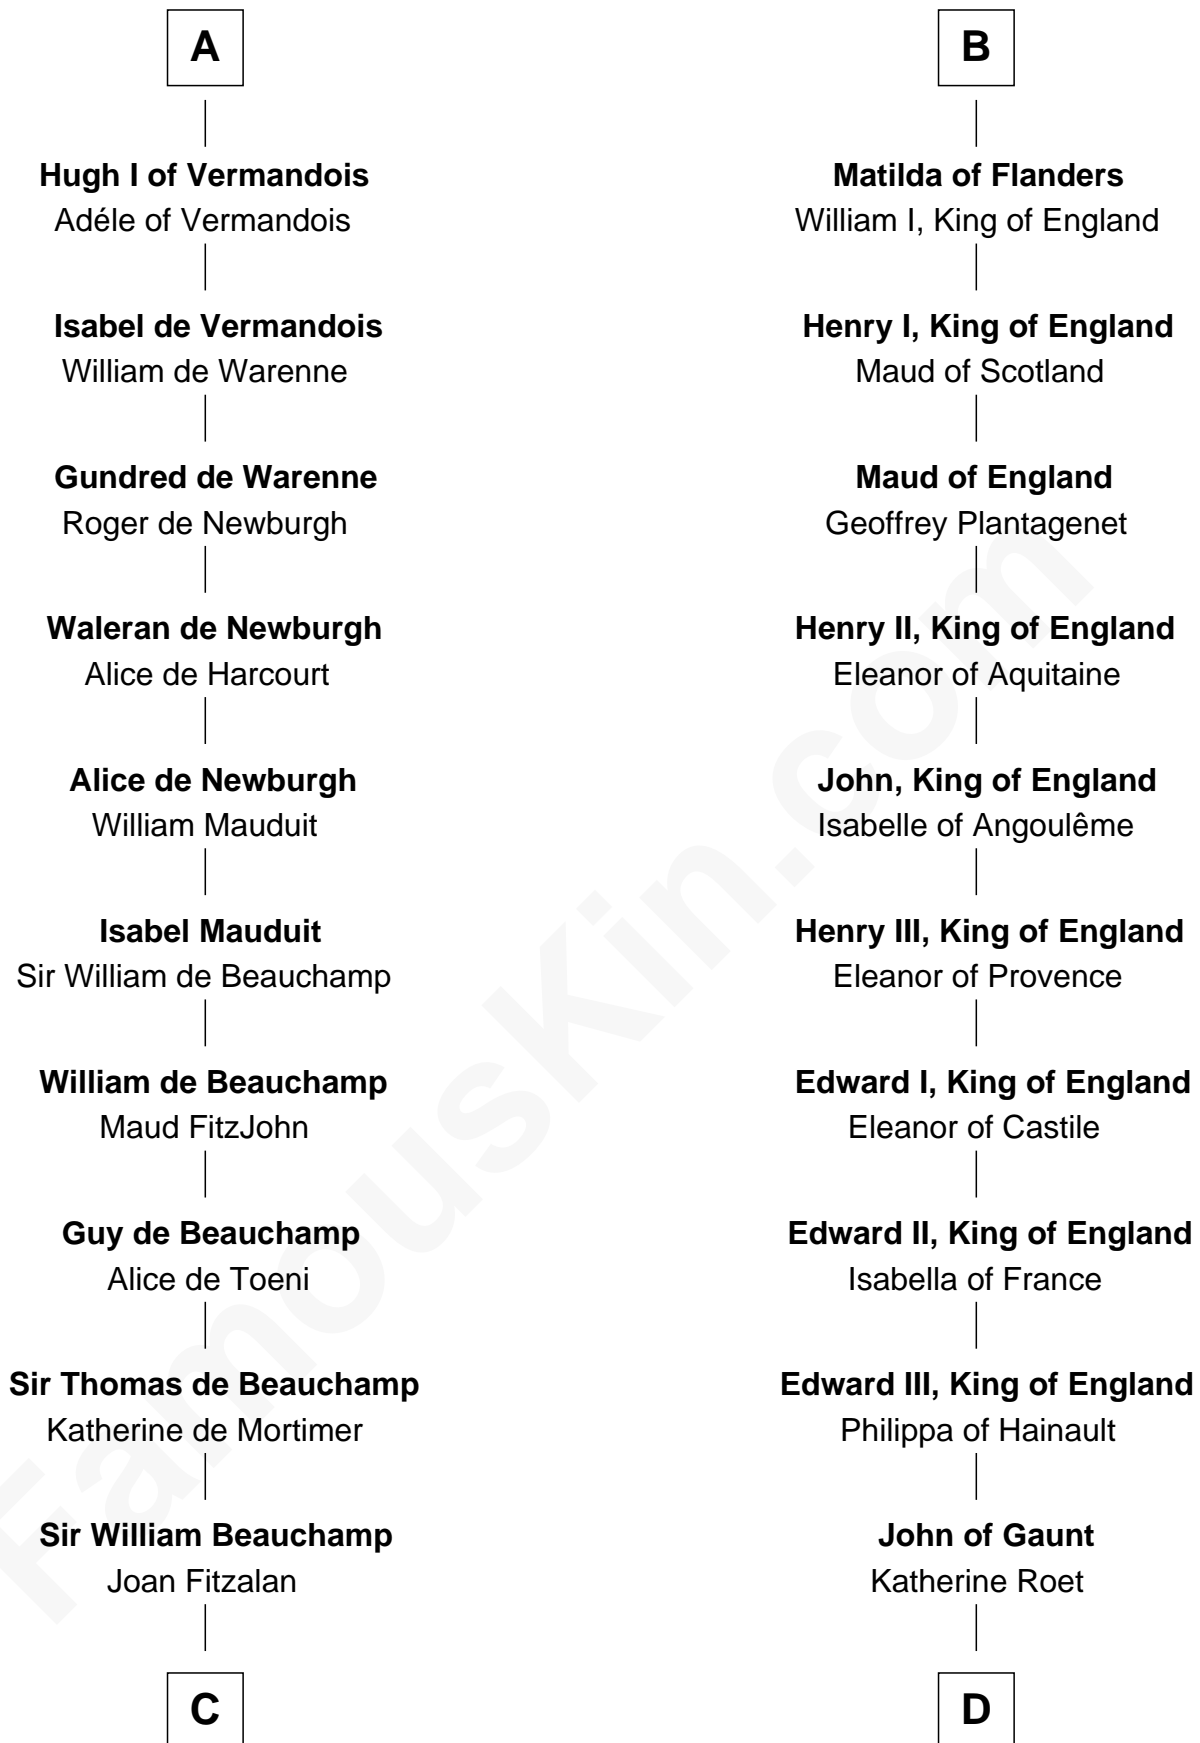 A
Hugh I of Vermandois
Adéle of Vermandois
Isabel de Vermandois
William de Warenne
Gundred de Warenne
Roger de Newburgh
Waleran de Newburgh
Alice de Harcourt
Alice de Newburgh
William Mauduit
Isabel Mauduit
Sir William de Beauchamp
William de Beauchamp
Maud FitzJohn
Guy de Beauchamp
Alice de Toeni
Sir Thomas de Beauchamp
Katherine de Mortimer
Sir William Beauchamp
Joan Fitzalan
C
B
Matilda of Flanders
William I, King of England
Henry I, King of England
Maud of Scotland
Maud of England
Geoffrey Plantagenet
Henry II, King of England
Eleanor of Aquitaine
John, King of England
Isabelle of Angoulême
Henry III, King of England
Eleanor of Provence
Edward I, King of England
Eleanor of Castile
Edward II, King of England
Isabella of France
Edward III, King of England
Philippa of Hainault
John of Gaunt
Katherine Roet
D
FamousKin.com